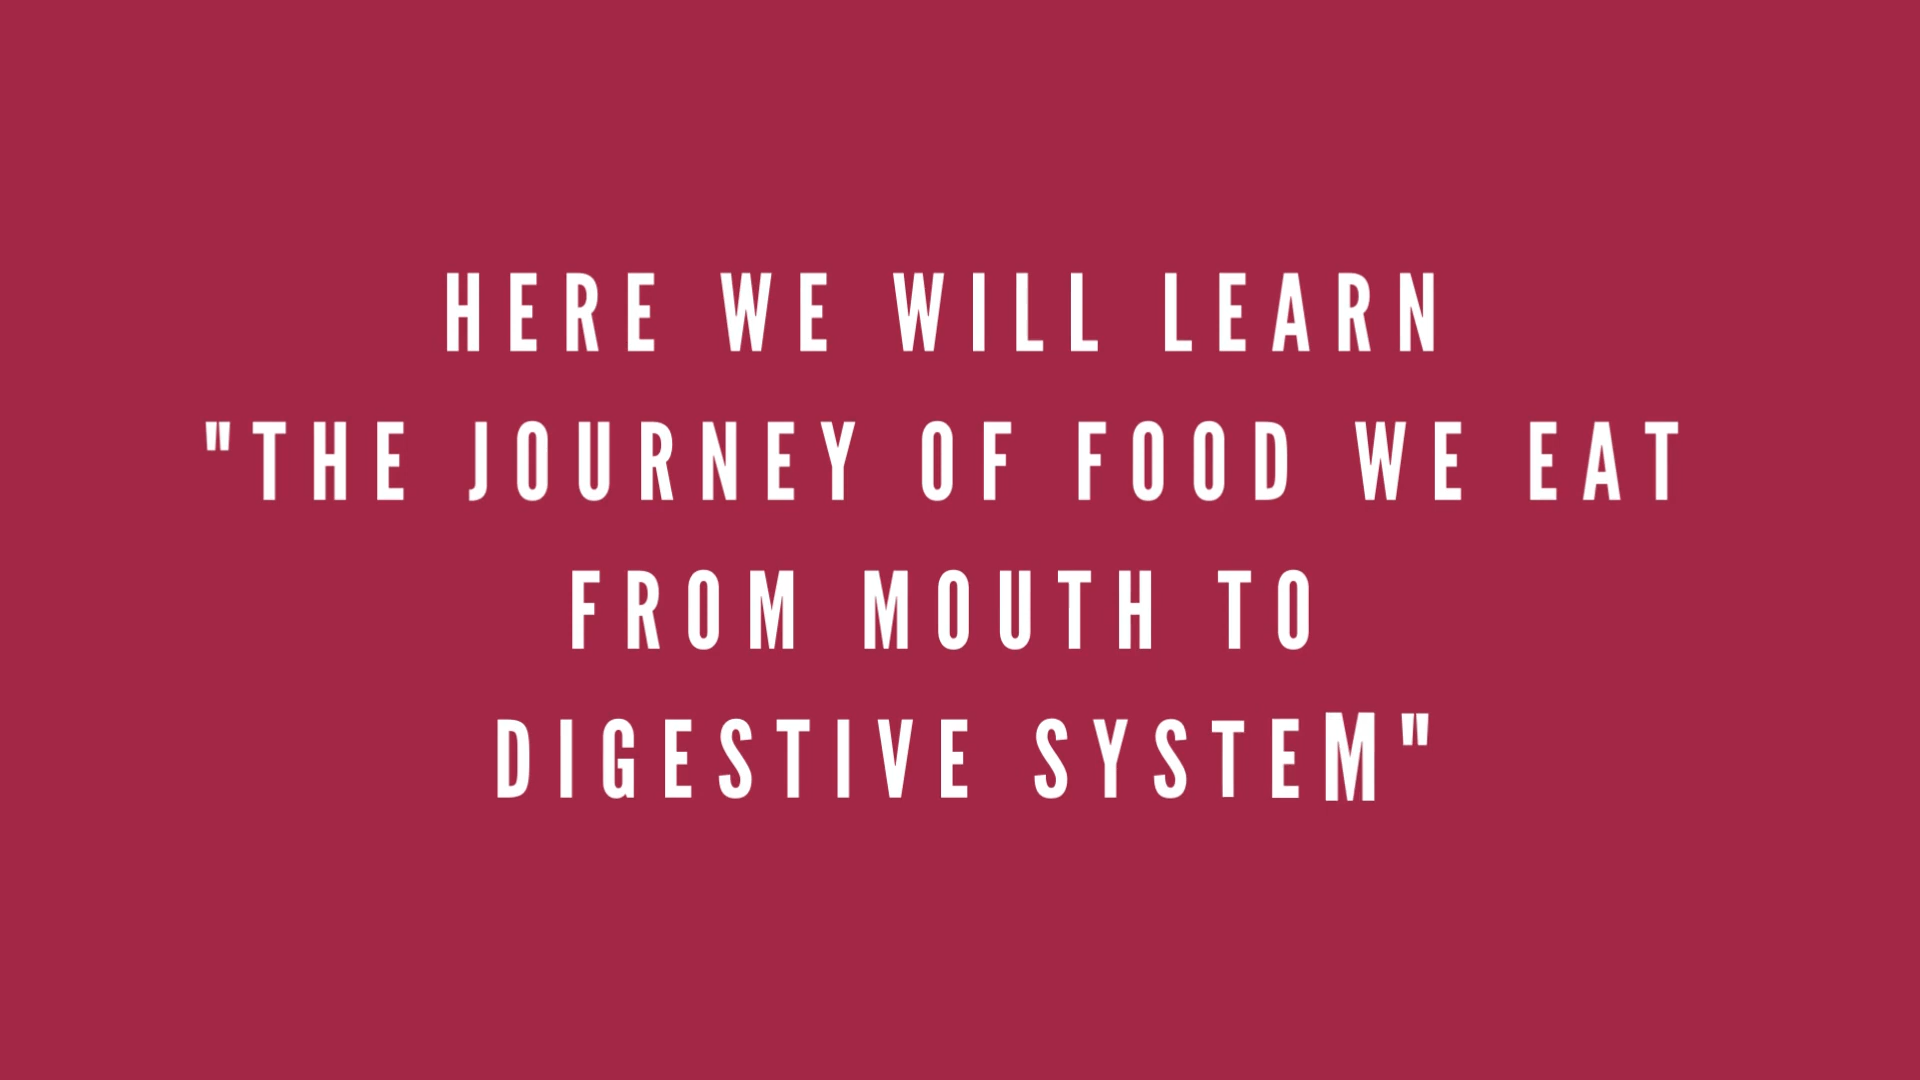 HERE WE WILL LEARN
"THE JOURNEY OF FOOD WE EAT
FROM MOUTH TO
DIGESTIVE SYSTEM"